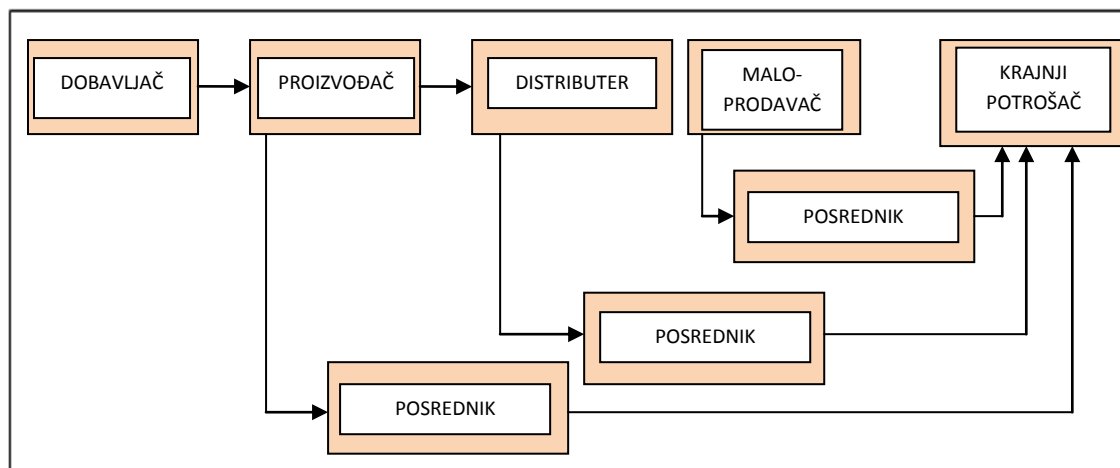 DOBAVLJAČ
PROIZVOĐAČ
DISTRIBUTER
MALO-
PRODAVAČ
KRAJNJI
POTROŠAČ
POSREDNIK
POSREDNIK
POSREDNIK